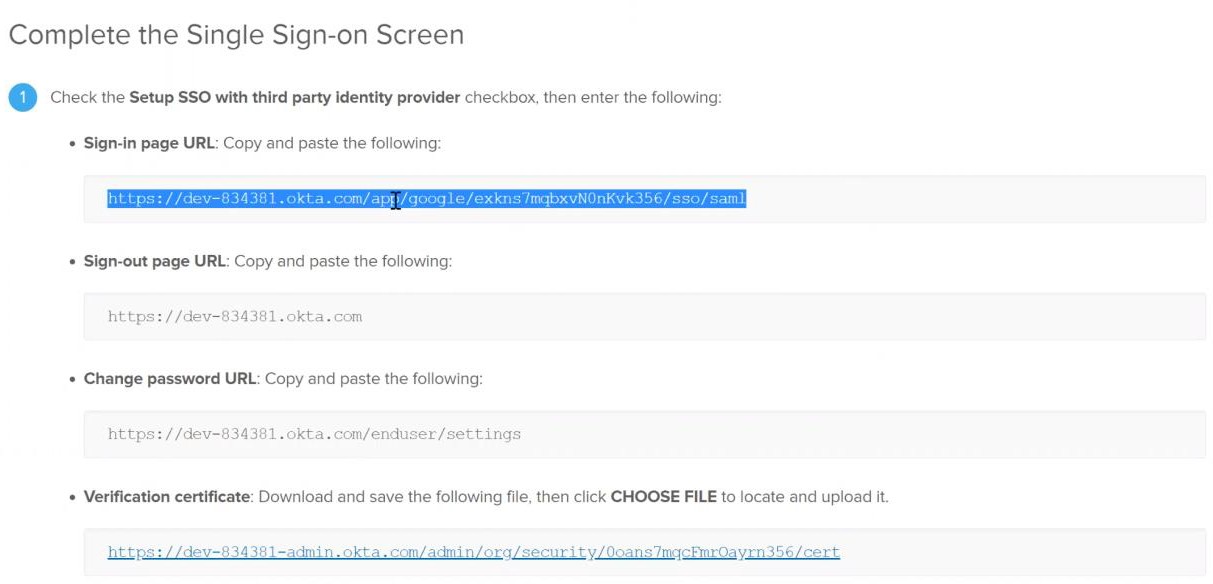 Complete the Single Sign-on Screen
1 Check the Setup SSO with third party identity provider checkbox, then enter the following:
• Sign-in page URL: Copy and paste the following:
https://dev-834381.okta.com/app/google/exkns7mqbxvN0nKvk356/sso/saml
• Sign-out page URL: Copy and paste the following:
https://dev-834381.okta.com
• Change password URL: Copy and paste the following:
https://dev-834381.okta.com/enduser/settings
• Verification certificate: Download and save the following file, then click CHOOSE FILE to locate and upload it.
https://dev-834381-admin.okta.com/admin/org/security/0oans7mqcFmrOayrn356/cert